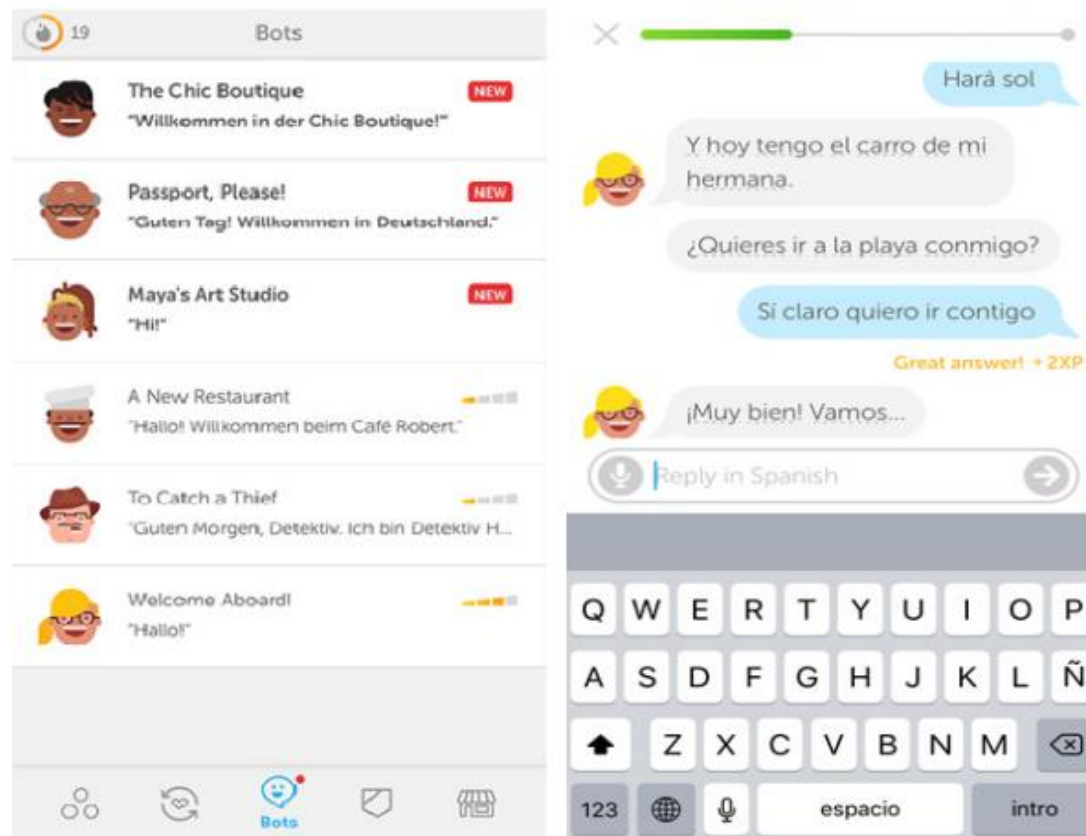 19
Bots
The Chic Boutique
NEW
"Willkommen in der Chic Boutique!"
Passport, Please!
NEW
"Guten Tag! Willkommen in Deutschland."
Maya's Art Studio
NEW
"Hi!"
A New Restaurant
"Hallo! Willkommen beim Café Robert."
To Catch a Thief
"Guten Morgen, Detektiv. Ich bin Detektiv H...
Welcome Aboard!
"Hallo!"
Bots
Hará sol
Y hoy tengo el carro de mi
hermana.
¿Quieres ir a la playa conmigo?
Sí claro quiero ir contigo
Great answer! +2XP
¡Muy bien! Vamos...
Reply in Spanish
Q W E R T Y U I O P
A S D F G H J K L Ñ
Z X C V B N M
123 espacio intro